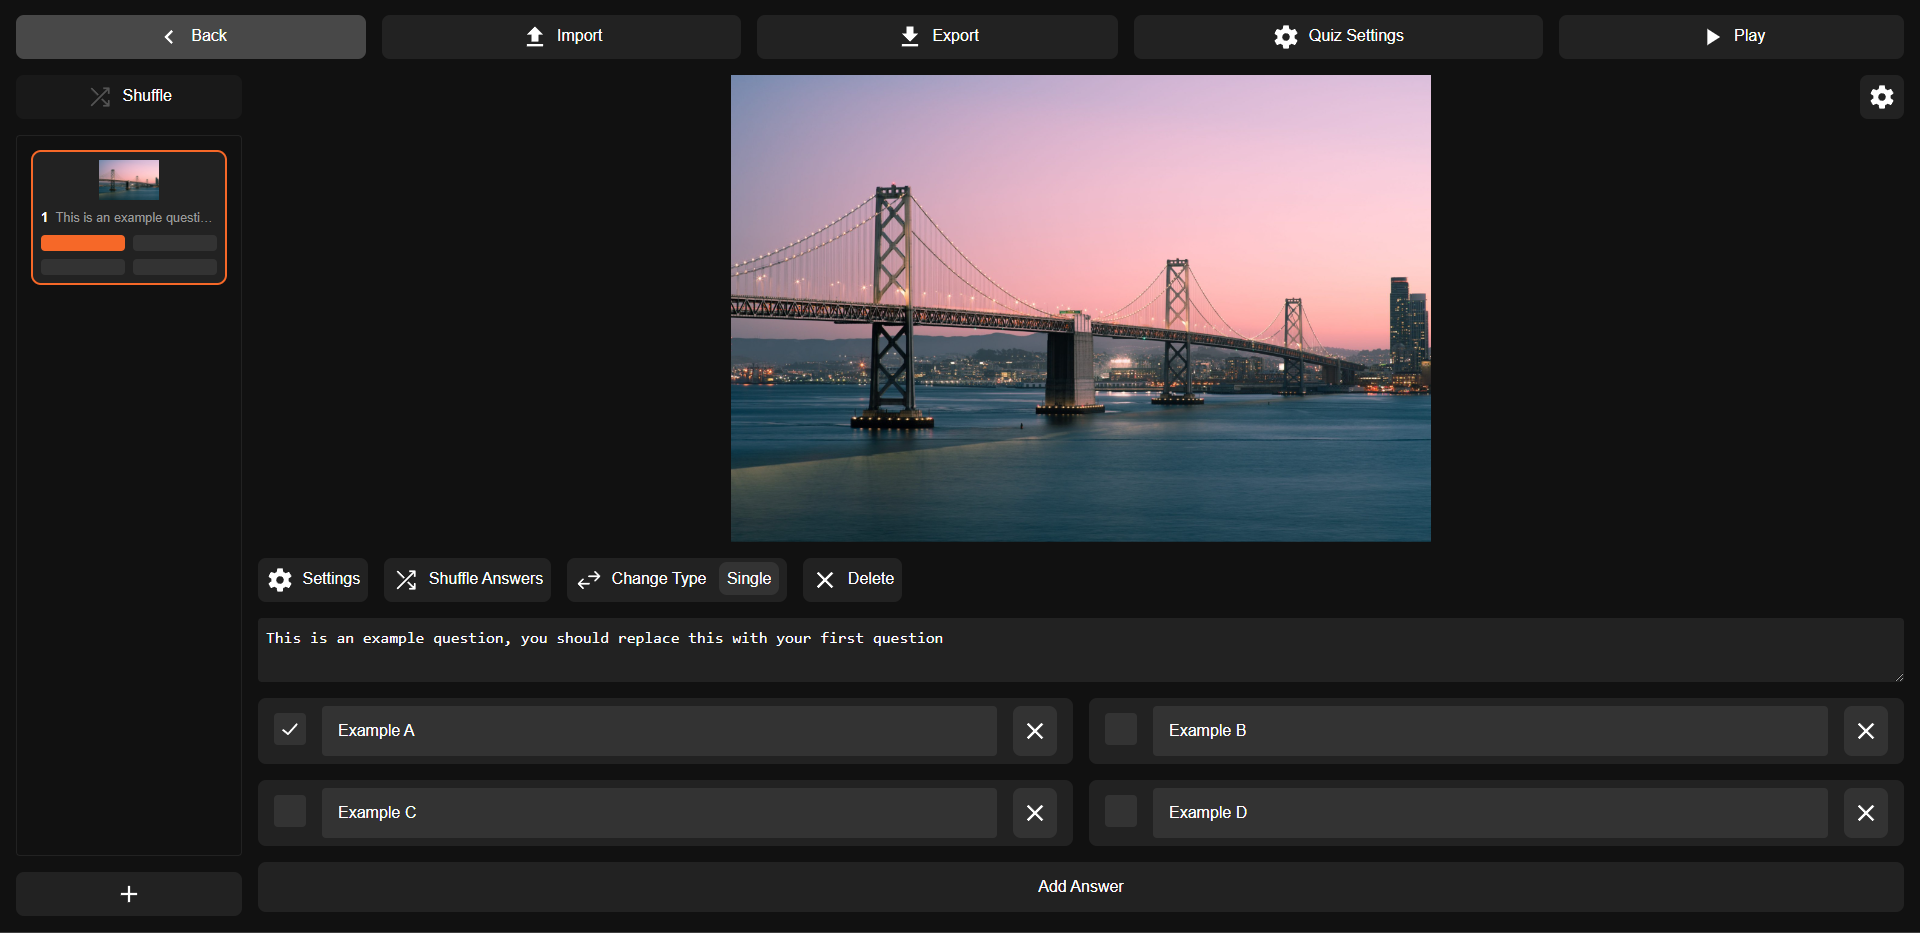 Back
Import
Export
Quiz Settings
Play
Shuffle
1 This is an example questi...
Settings
Shuffle Answers
Change Type
Single
Delete
This is an example question, you should replace this with your first question
Example A
Example B
Example C
Example D
Add Answer